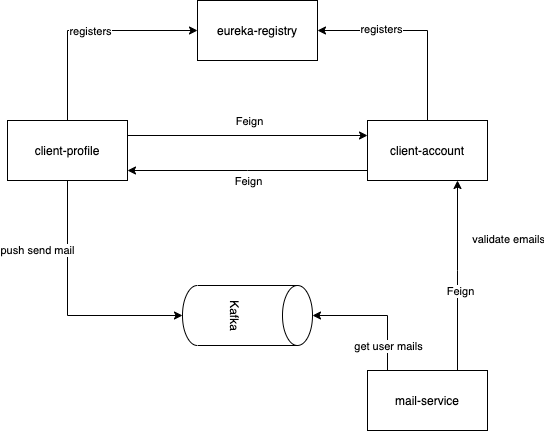 eureka-registry
registers
registers
Feign
client-profile
client-account
Feign
push send mail
validate emails
Feign
Kafka
get user mails
mail-service